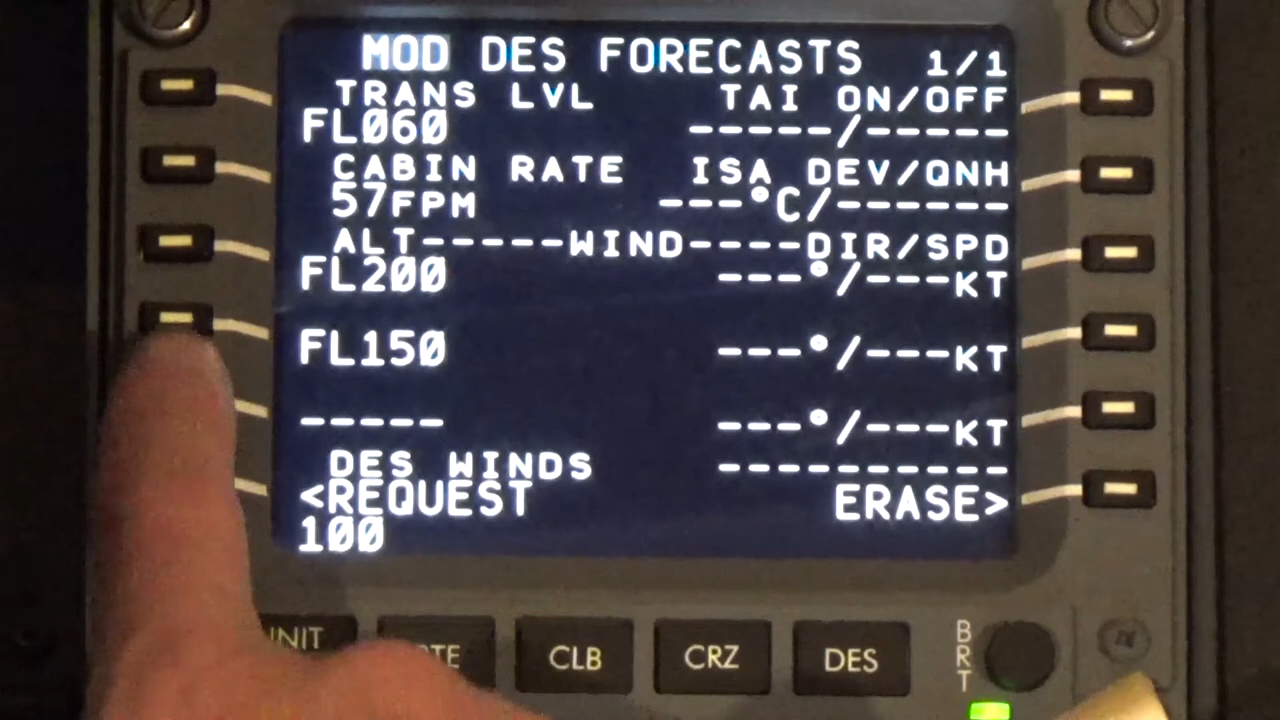 MOD DES FORECASTS 1/1
TRANS LVL TAI ON/OFF
FL060 -----/-----
CABIN RATE ISA DEV/QNH
57FPM ---°C/------
ALT-----WIND----DIR/SPD
FL200 ---°/---KT
FL150 ---°/---KT
----- ---°/---KT
DES WINDS ----------
<REQUEST ERASE>
100
CLB CRZ DES BRT